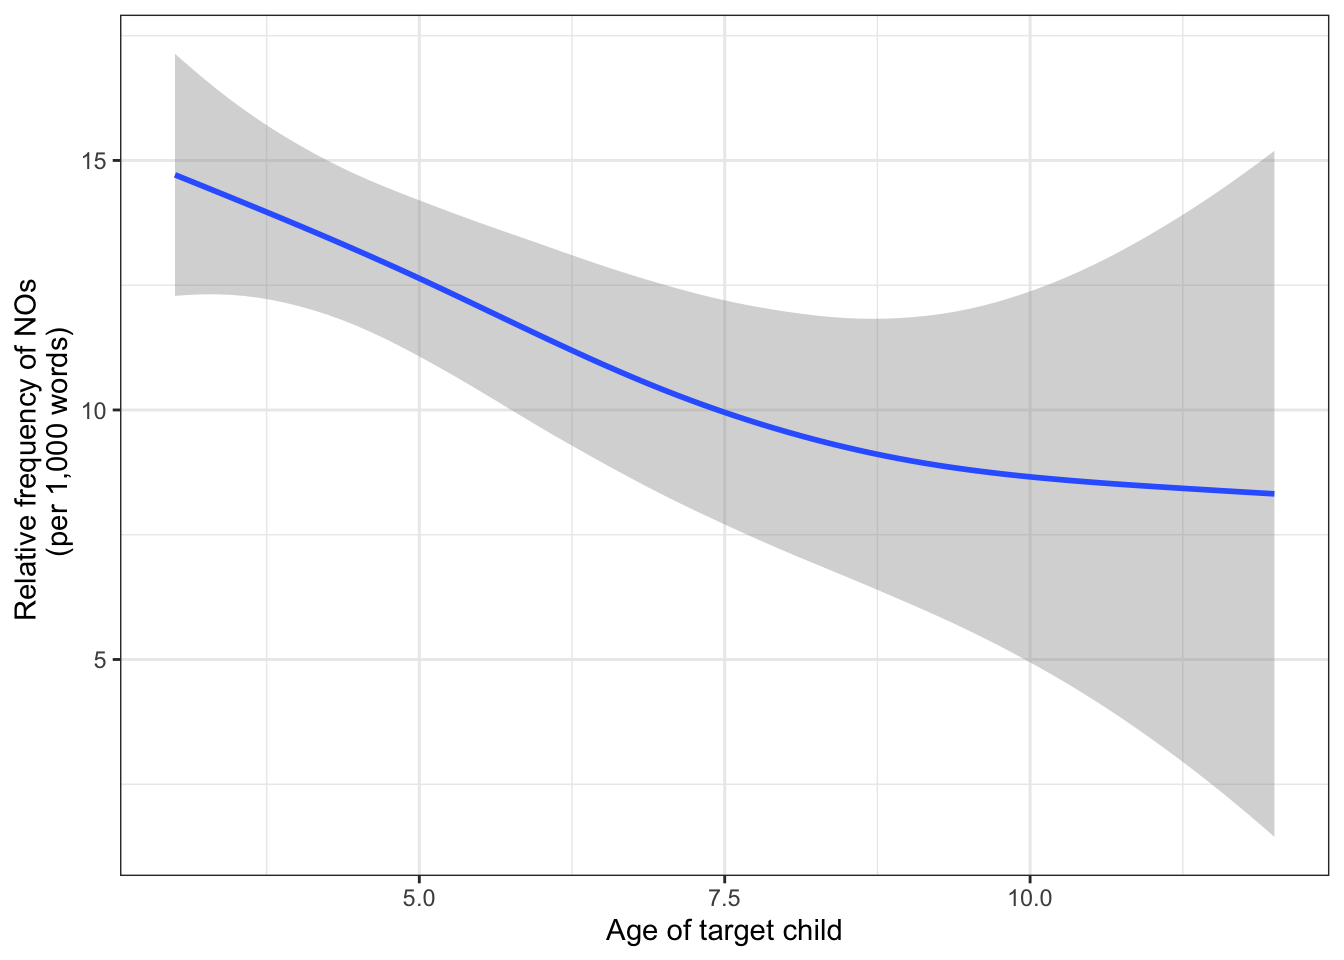 Relative frequency of NOs
(per 1,000 words)
15
10
5
5.0
7.5
10.0
Age of target child